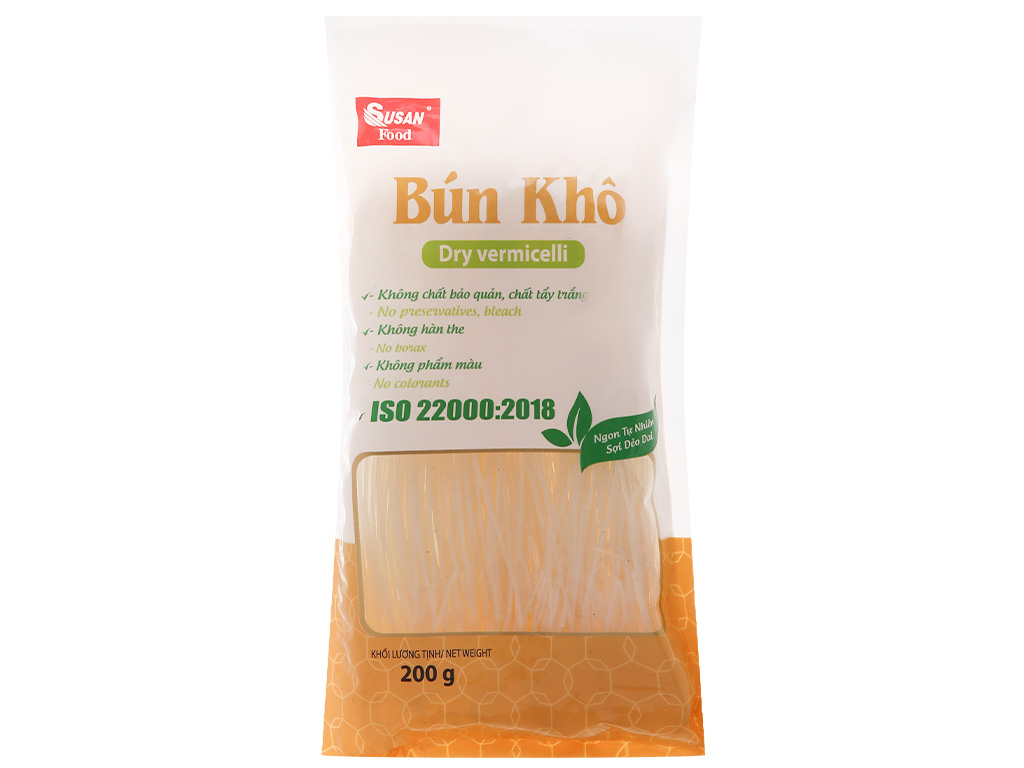 SUSAN®
Food
Bún Khô
Dry vermicelli
- Không chất bảo quản, chất tẩy trắng
- No preservatives, bleach
- Không hàn the
- No borax
- Không phẩm màu
- No colorants
ISO 22000:2018
Ngon Tự Nhiên
Sợi Dẻo Dai
KHỐI LƯỢNG TỊNH/ NET WEIGHT
200 g